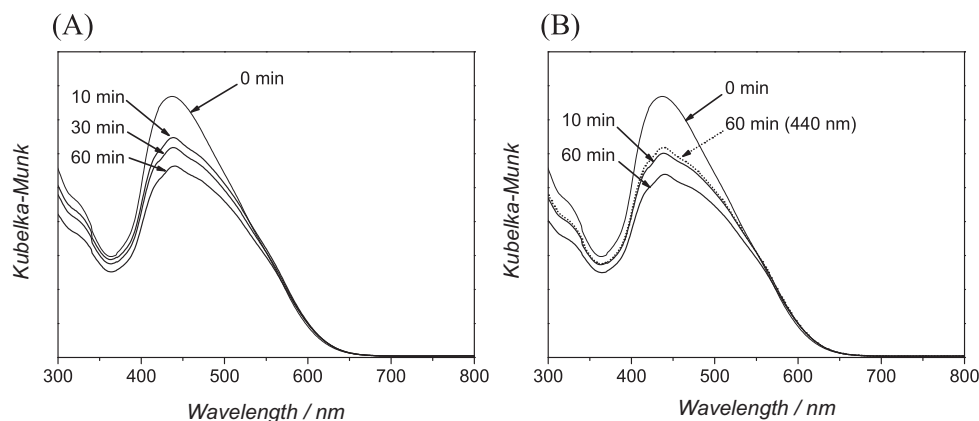 (A)
0 min
10 min
30 min
60 min
Kubelka-Munk
300 400 500 600 700 800
Wavelength / nm
(B)
0 min
60 min (440 nm)
10 min
60 min
Kubelka-Munk
300 400 500 600 700 800
Wavelength / nm